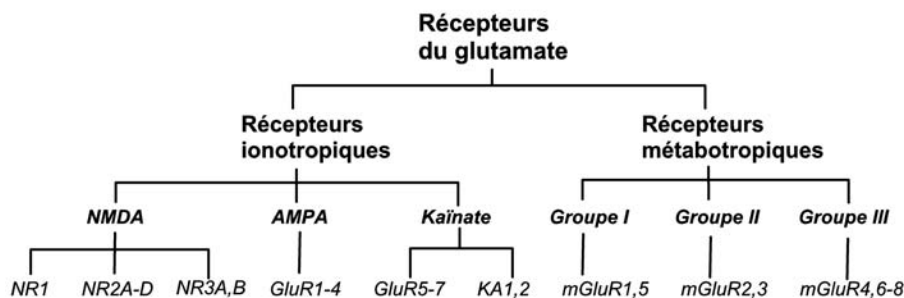 Récepteurs
du glutamate
Récepteurs
ionotropiques
Récepteurs
métabotropiques
NMDA
AMPA
Kaïnate
Groupe I
Groupe II
Groupe III
NR1
NR2A-D
NR3A,B
GluR1-4
GluR5-7
KA1,2
mGluR1,5
mGluR2,3
mGluR4,6-8